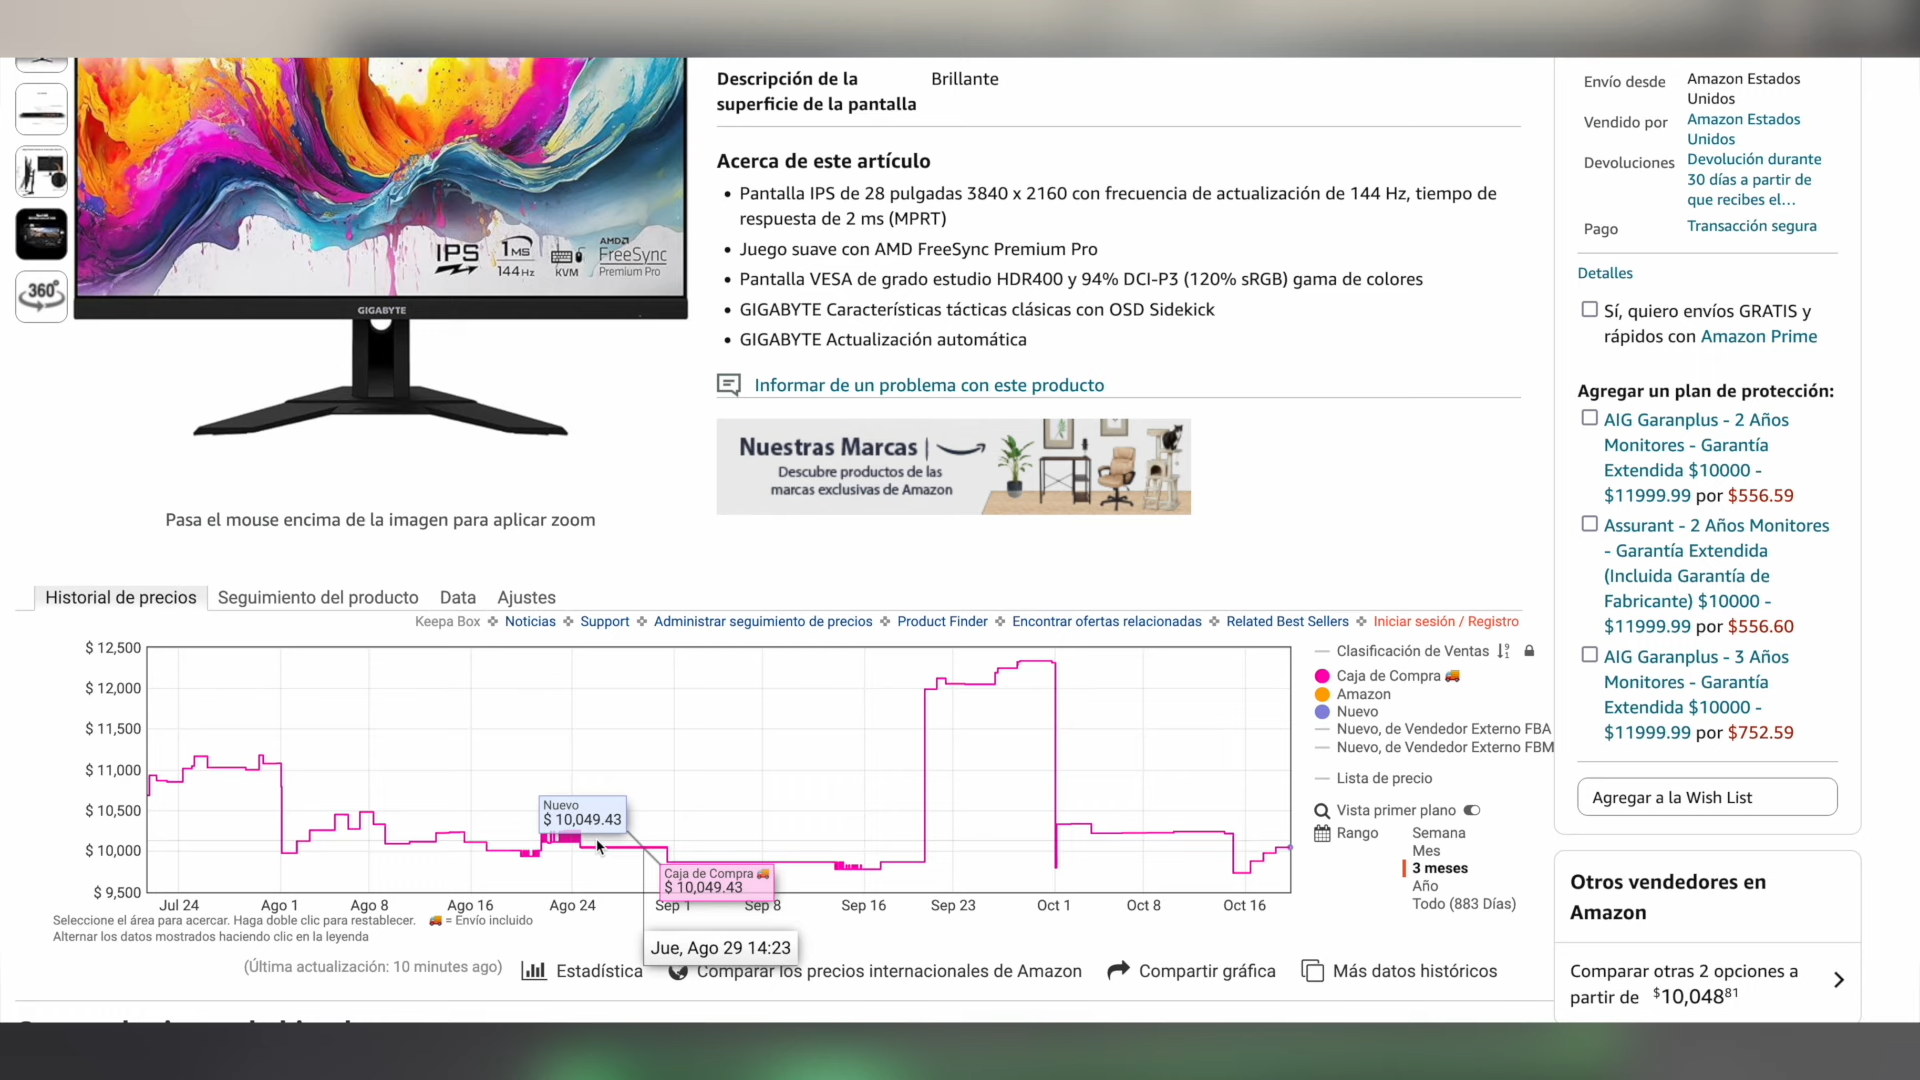 IPS
1MS
144Hz
KVM
AMD
FreeSync
Premium Pro
GIGABYTE
360°
Pasa el mouse encima de la imagen para aplicar zoom
Descripción de la superficie de la pantalla
Brillante
Acerca de este artículo
Pantalla IPS de 28 pulgadas 3840 x 2160 con frecuencia de actualización de 144 Hz, tiempo de
respuesta de 2 ms (MPRT)
Juego suave con AMD FreeSync Premium Pro
Pantalla VESA de grado estudio HDR400 y 94% DCI-P3 (120% sRGB) gama de colores
GIGABYTE Características tácticas clásicas con OSD Sidekick
GIGABYTE Actualización automática
Informar de un problema con este producto
Nuestras Marcas |
Descubre productos de las
marcas exclusivas de Amazon
Envío desde Amazon Estados
Unidos
Vendido por Amazon Estados
Unidos
Devoluciones Devolución durante
30 días a partir de
que recibes el...
Pago Transacción segura
Detalles
Sí, quiero envíos GRATIS y
rápidos con Amazon Prime
Agregar un plan de protección:
AIG Garanplus - 2 Años
Monitores - Garantía
Extendida $10000 -
$11999.99 por $556.59
Assurant - 2 Años Monitores
- Garantía Extendida
(Incluida Garantía de
Fabricante) $10000 -
$11999.99 por $556.60
AIG Garanplus - 3 Años
Monitores - Garantía
Extendida $10000 -
$11999.99 por $752.59
Agregar a la Wish List
Otros vendedores en
Amazon
Comparar otras 2 opciones a
partir de $10,04881
Historial de precios Seguimiento del producto Data Ajustes
Keepa Box Noticias Support Administrar seguimiento de precios Product Finder Encontrar ofertas relacionadas Related Best Sellers Iniciar sesión / Registro
$ 12,500
$ 12,000
$ 11,500
$ 11,000
$ 10,500
$ 10,000
$ 9,500
Nuevo
$ 10,049.43
Caja de Compra
$ 10,049.43
Jul 24 Ago 1 Ago 8 Ago 16 Ago 24 Sep 1 Sep 8 Sep 16 Sep 23 Oct 1 Oct 8 Oct 16
Jue, Ago 29 14:23
Clasificación de Ventas
Caja de Compra
Amazon
Nuevo
Nuevo, de Vendedor Externo FBA
Nuevo, de Vendedor Externo FBM
Lista de precio
Vista primer plano
Rango Semana
Mes
3 meses
Año
Todo (883 Días)
Seleccione el área para acercar. Haga doble clic para restablecer. = Envío incluido
Alternar los datos mostrados haciendo clic en la leyenda
(Última actualización: 10 minutes ago) Estadística Comparar los precios internacionales de Amazon Compartir gráfica Más datos históricos